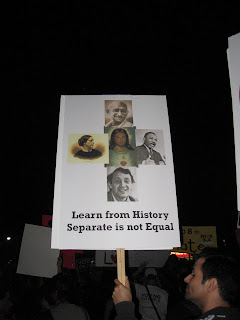 Learn from History
Separate is not Equal